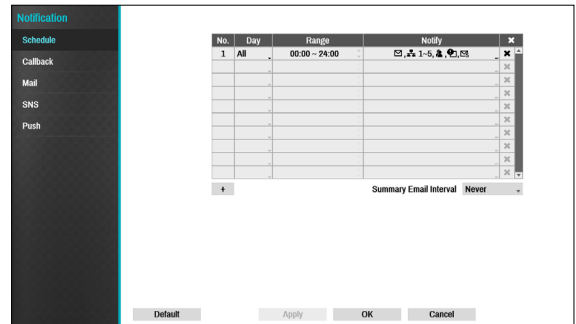 Notification
Schedule
Callback
Mail
SNS
Push
No. Day Range Notify ✖
1 All 00:00 ~ 24:00 , 1~5, , ,
+ Summary Email Interval Never
Default Apply OK Cancel